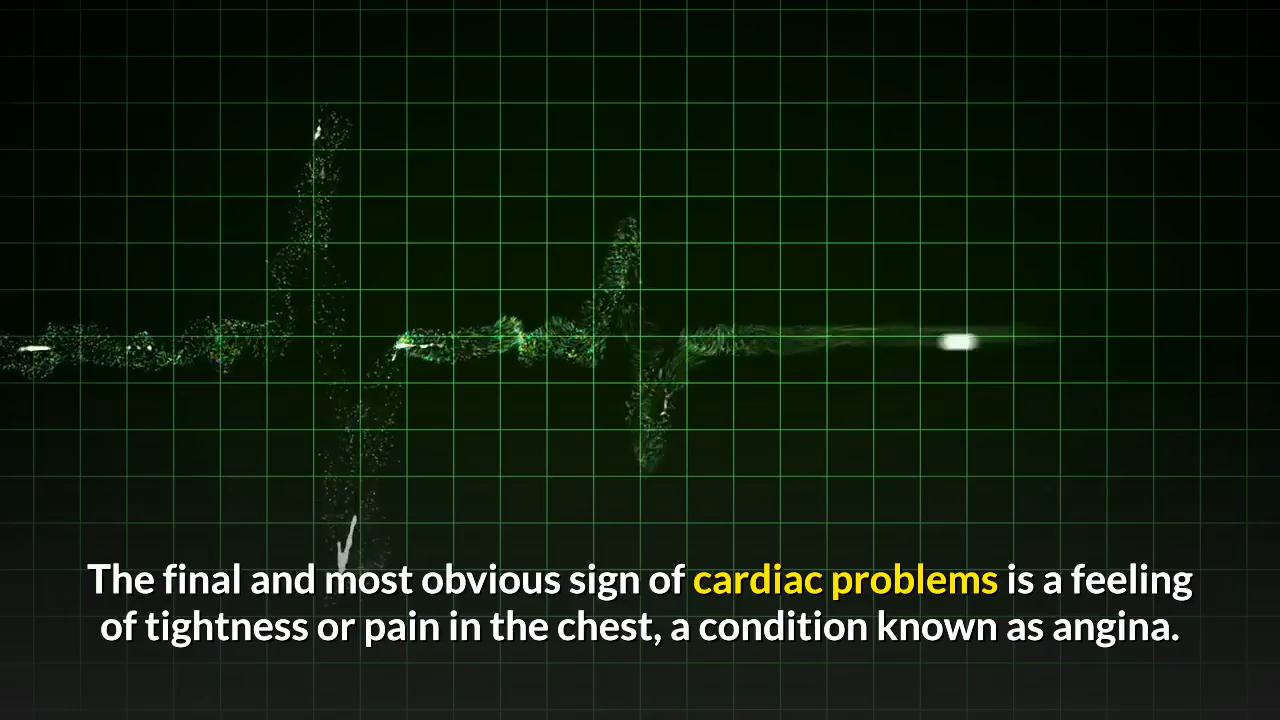 The final and most obvious sign of cardiac problems is a feeling
of tightness or pain in the chest, a condition known as angina.